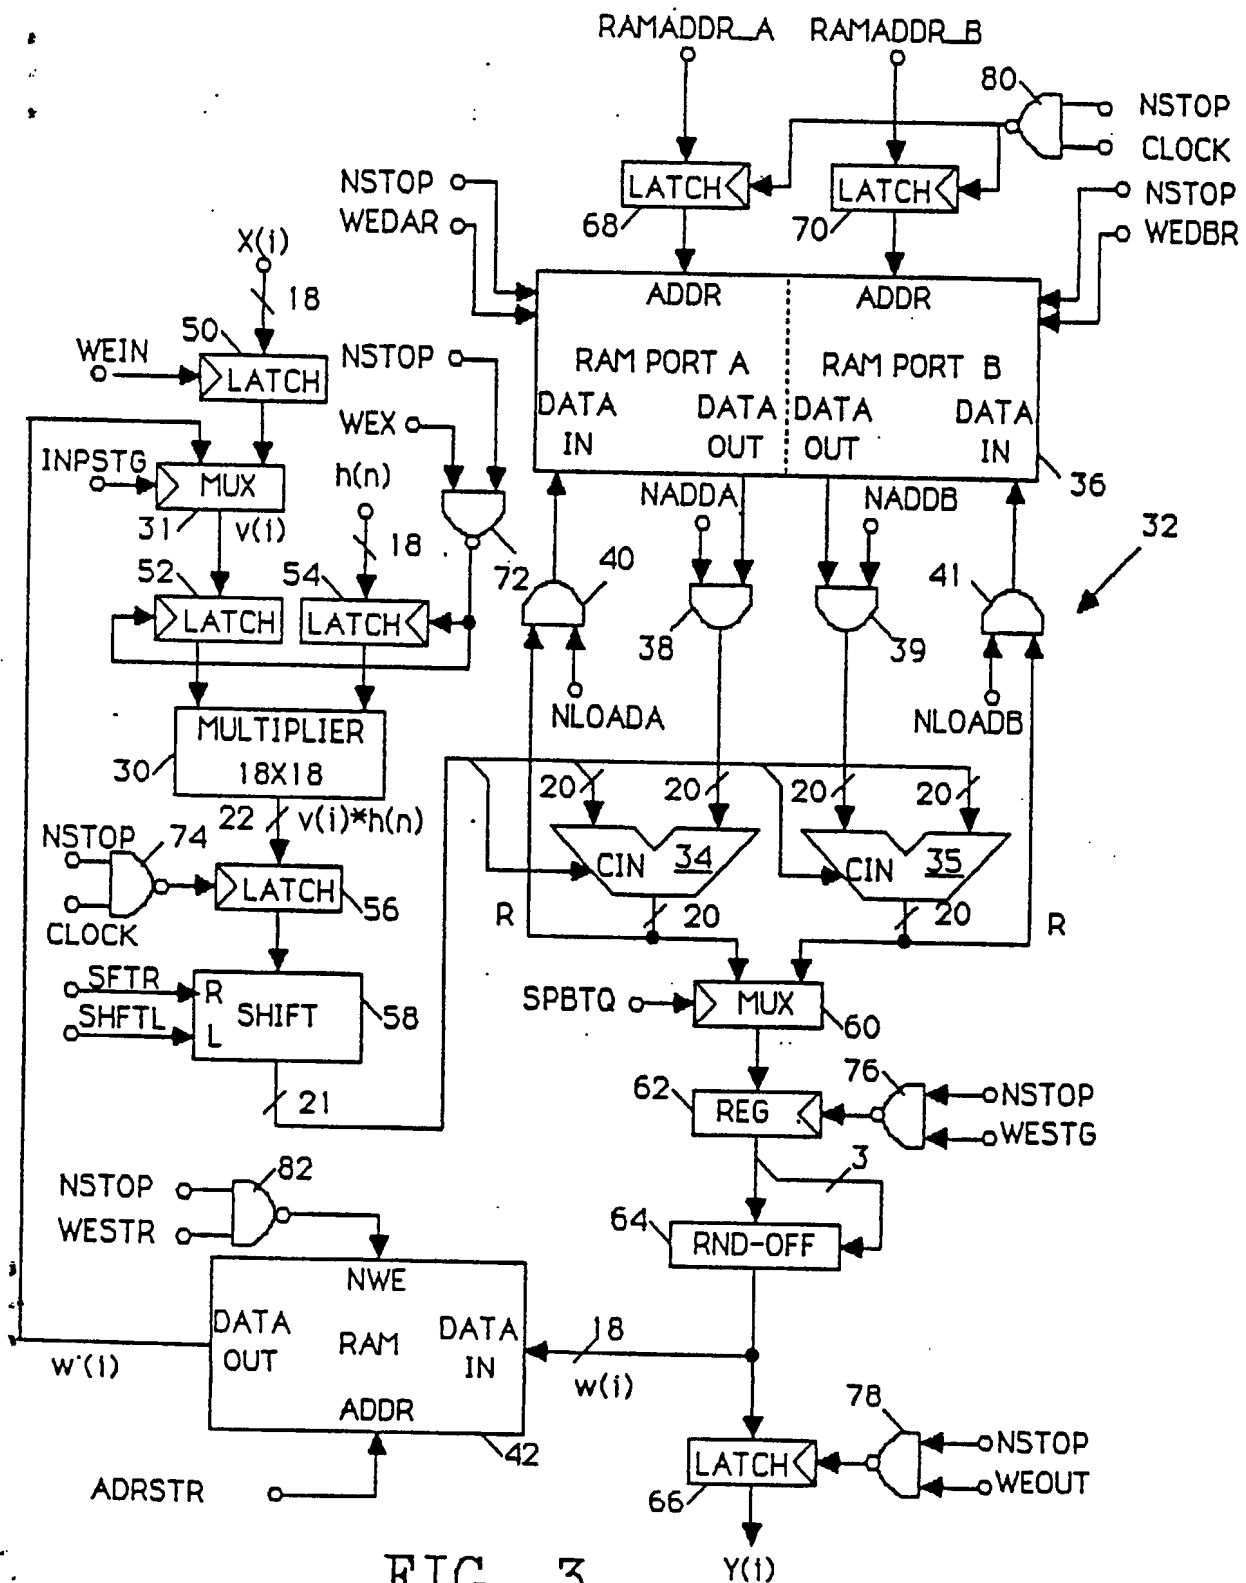 RAMADDR_A RAMADDR_B
80
NSTOP
CLOCK
NSTOP
WEDAR
LATCH
68
LATCH
70
NSTOP
WEDBR
X(i)
18
50
WEIN
LATCH
NSTOP
WEX
ADDR
ADDR
RAM PORT A
RAM PORT B
DATA IN
DATA OUT
DATA OUT
DATA IN
36
INPSTG
MUX
31
v(i)
h(n)
18
72
NADDA
NADDB
32
52
LATCH
54
LATCH
40
38
39
41
NLOADA
NLOADB
MULTIPLIER
18X18
30
22
v(i)*h(n)
20
20
20
20
CIN
34
CIN
35
NSTOP
74
CLOCK
LATCH
56
R
20
20
R
SFTR
SHFTL
R
L
SHIFT
58
21
SPBTQ
MUX
60
62
REG
76
NSTOP
WESTG
3
64
RND-OFF
NSTOP
WESTR
82
NWE
DATA OUT
RAM
DATA IN
ADDR
42
w'(i)
18
w(i)
ADRSTR
78
NSTOP
WEOUT
LATCH
66
Y(i)
FIG. 3